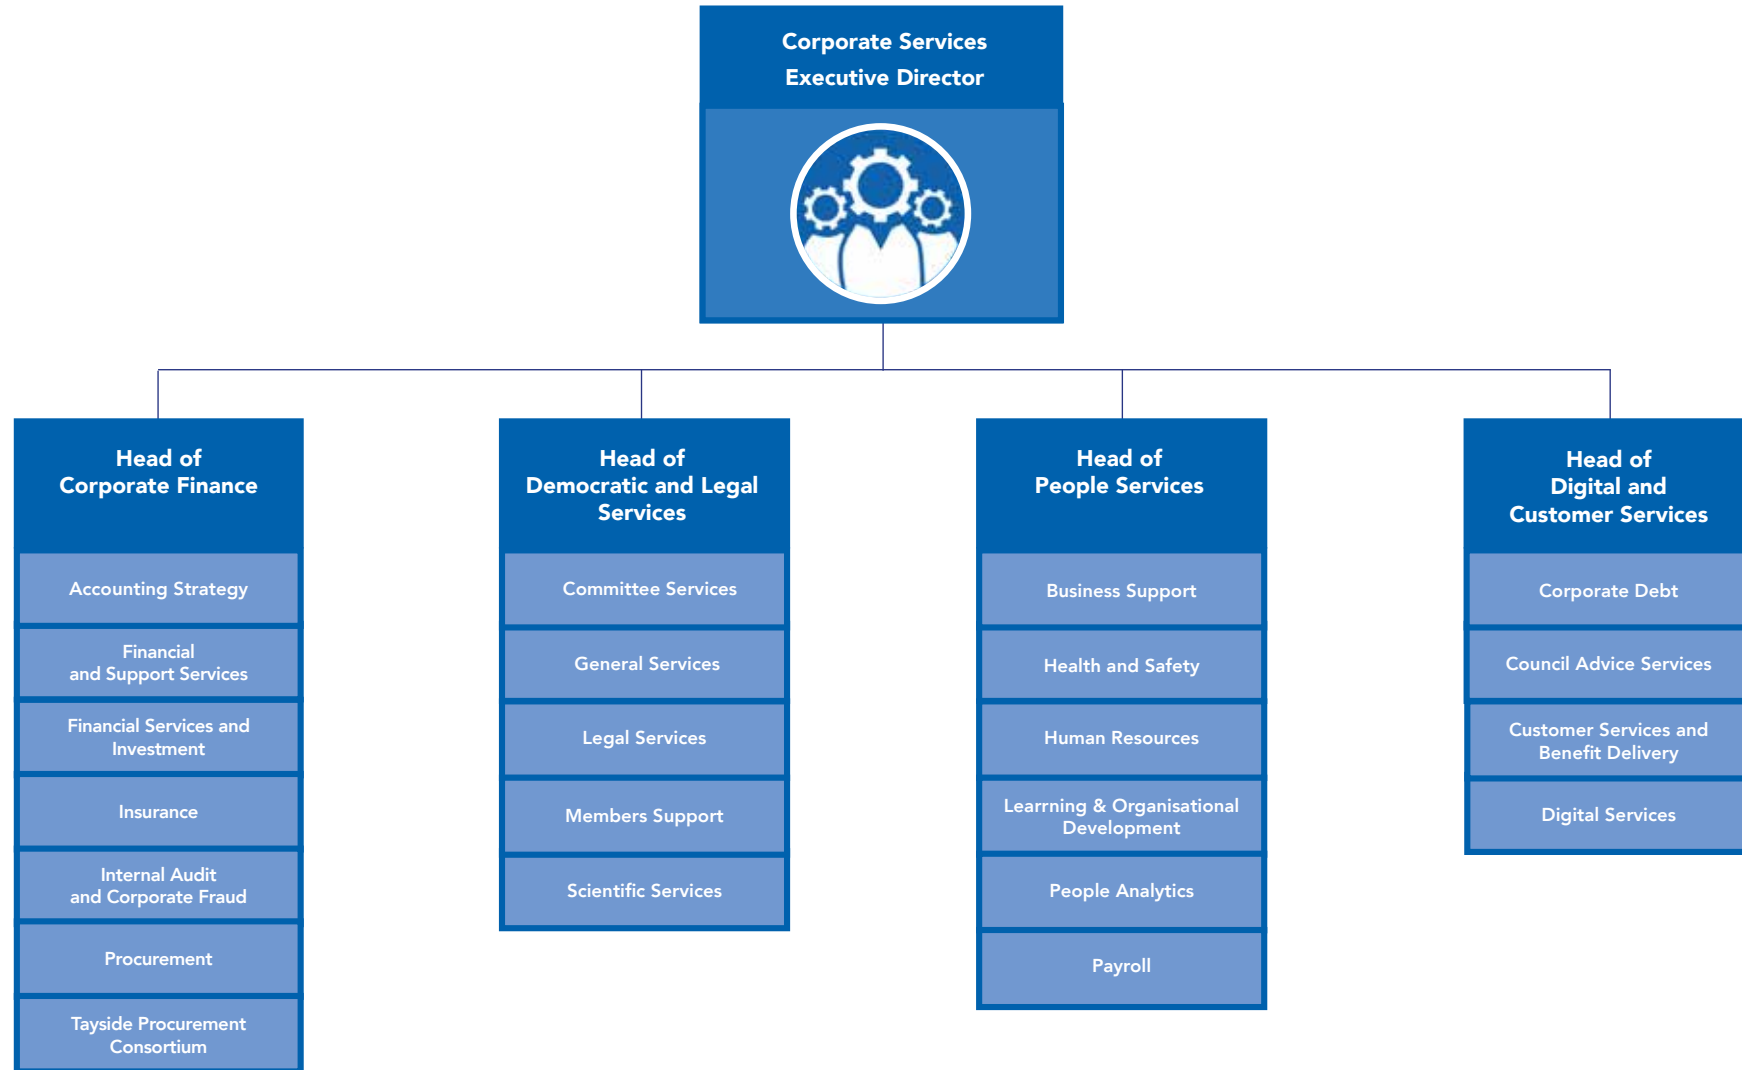 Corporate Services
Executive Director
Head of
Corporate Finance
Accounting Strategy
Financial
and Support Services
Financial Services and
Investment
Insurance
Internal Audit
and Corporate Fraud
Procurement
Tayside Procurement
Consortium
Head of
Democratic and Legal
Services
Committee Services
General Services
Legal Services
Members Support
Scientific Services
Head of
People Services
Business Support
Health and Safety
Human Resources
Learrning & Organisational
Development
People Analytics
Payroll
Head of
Digital and
Customer Services
Corporate Debt
Council Advice Services
Customer Services and
Benefit Delivery
Digital Services